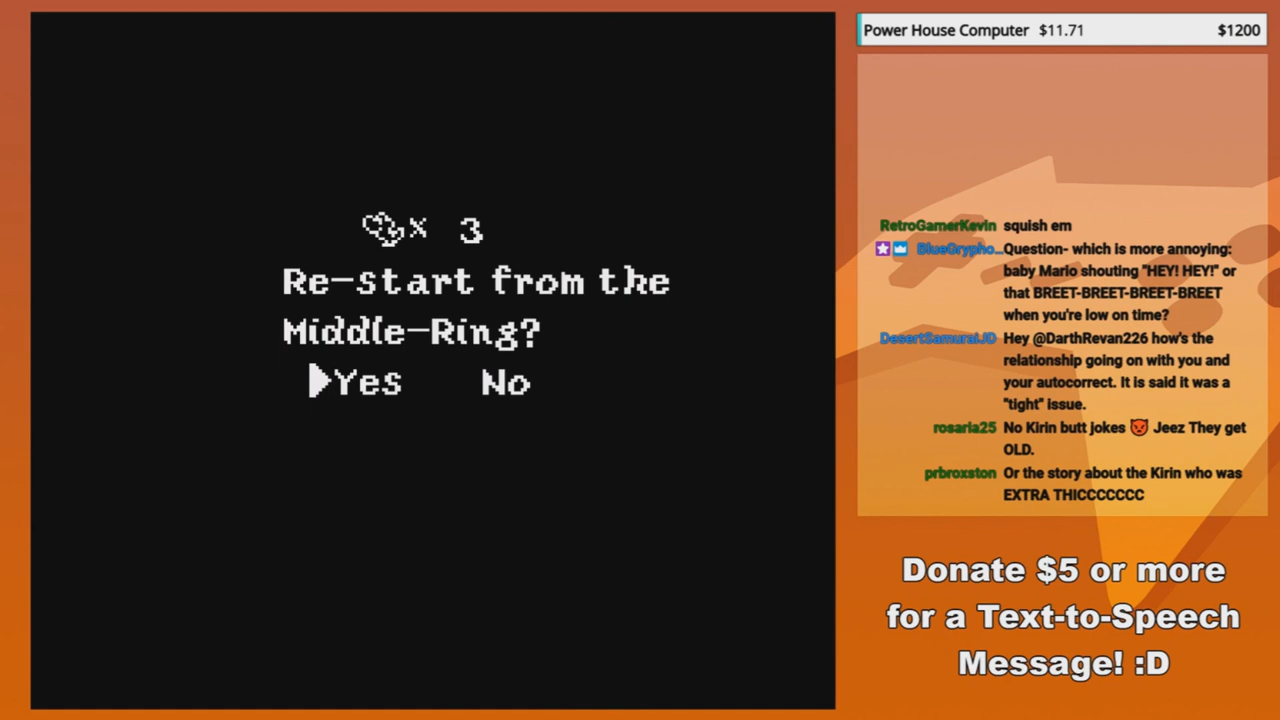 × 3
Re-start from the
Middle-Ring?
Yes No
Power House Computer $11.71 $1200
RetroGamerKevin squish em
BlueGrypho... Question- which is more annoying:
baby Mario shouting "HEY! HEY!" or
that BREET-BREET-BREET-BREET
when you're low on time?
DesertSamuraiJD Hey @DarthRevan226 how's the
relationship going on with you and
your autocorrect. It is said it was a
"tight" issue.
rosaria25 No Kirin butt jokes 👿 Jeez They get
OLD.
prbroxston Or the story about the Kirin who was
EXTRA THICCCCCCC
Donate $5 or more
for a Text-to-Speech
Message! :D